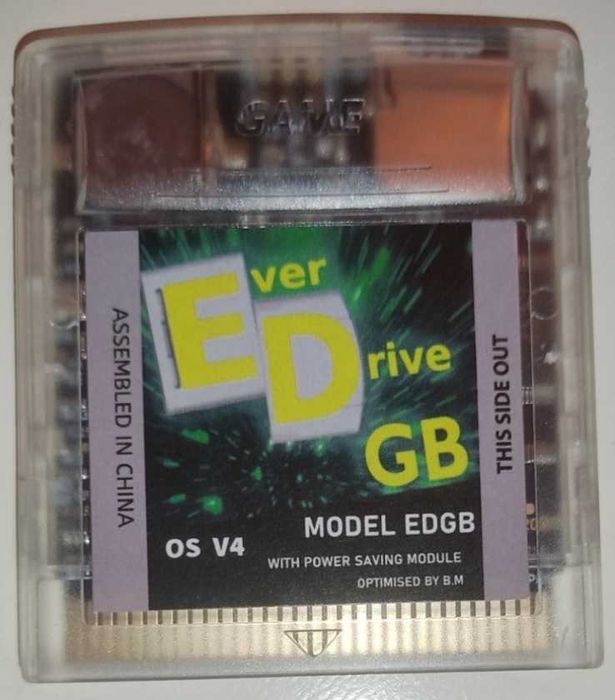 GAME
Ever
Drive
GB
ASSEMBLED IN CHINA
THIS SIDE OUT
MODEL EDGB
OS V4
WITH POWER SAVING MODULE
OPTIMISED BY B.M